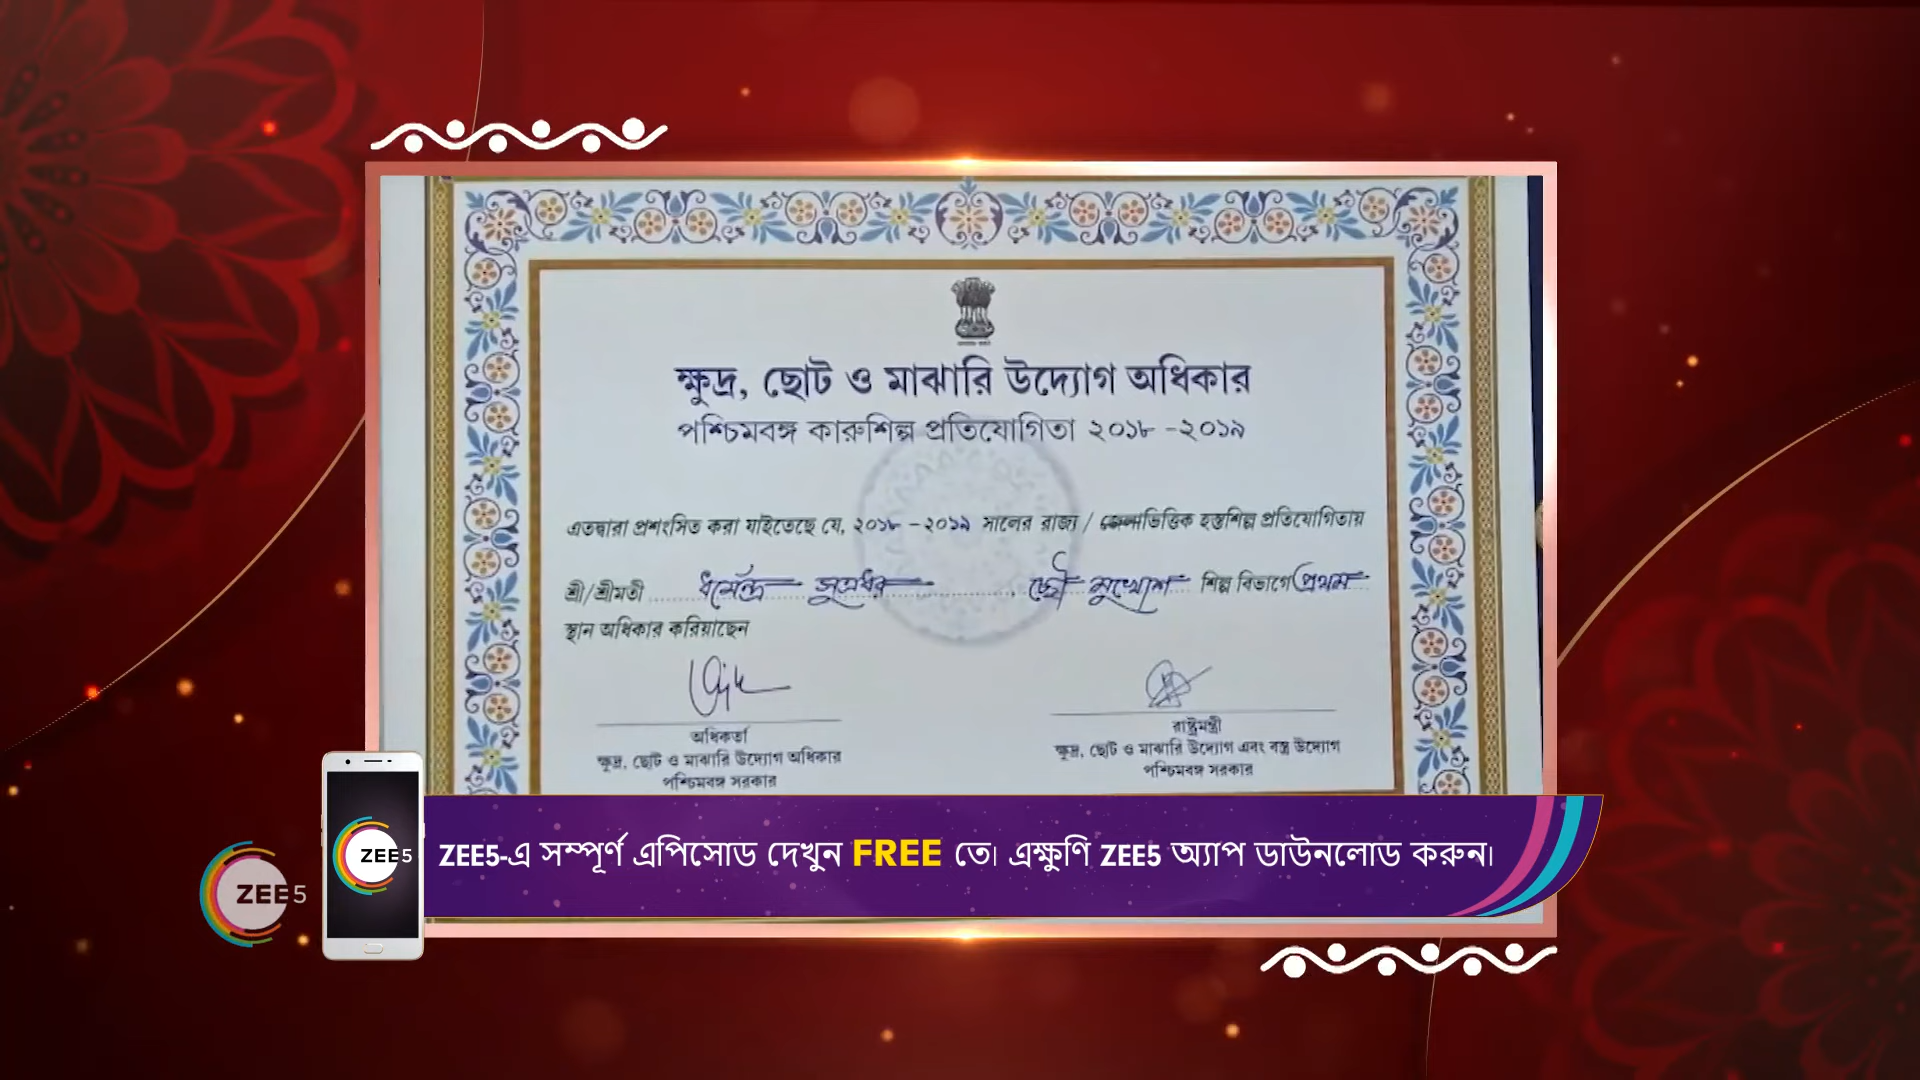 ক্ষুদ্র, ছোট ও মাঝারি উদ্যোগ অধিকার
পশ্চিমবঙ্গ কারুশিল্প প্রতিযোগিতা ২০১৮ -২০১৯
এতদ্বারা প্রশংসিত করা যাইতেছে যে, ২০১৮ -২০১৯ সালের রাজ্য / জেলাভিত্তিক হস্তশিল্প প্রতিযোগিতায়
শ্রী/শ্রীমতী ধর্মেন্দ্র সূত্রধর ছৌ মুখোশ শিল্প বিভাগে প্রথম
স্থান অধিকার করিয়াছেন
অধিকর্তা
ক্ষুদ্র, ছোট ও মাঝারি উদ্যোগ অধিকার
পশ্চিমবঙ্গ সরকার
রাষ্ট্রমন্ত্রী
ক্ষুদ্র, ছোট ও মাঝারি উদ্যোগ এবং বস্ত্র উদ্যোগ
পশ্চিমবঙ্গ সরকার
ZEE5
ZEE5
ZEE5-এ সম্পূর্ণ এপিসোড দেখুন FREE তে। এক্ষুণি ZEE5 অ্যাপ ডাউনলোড করুন।